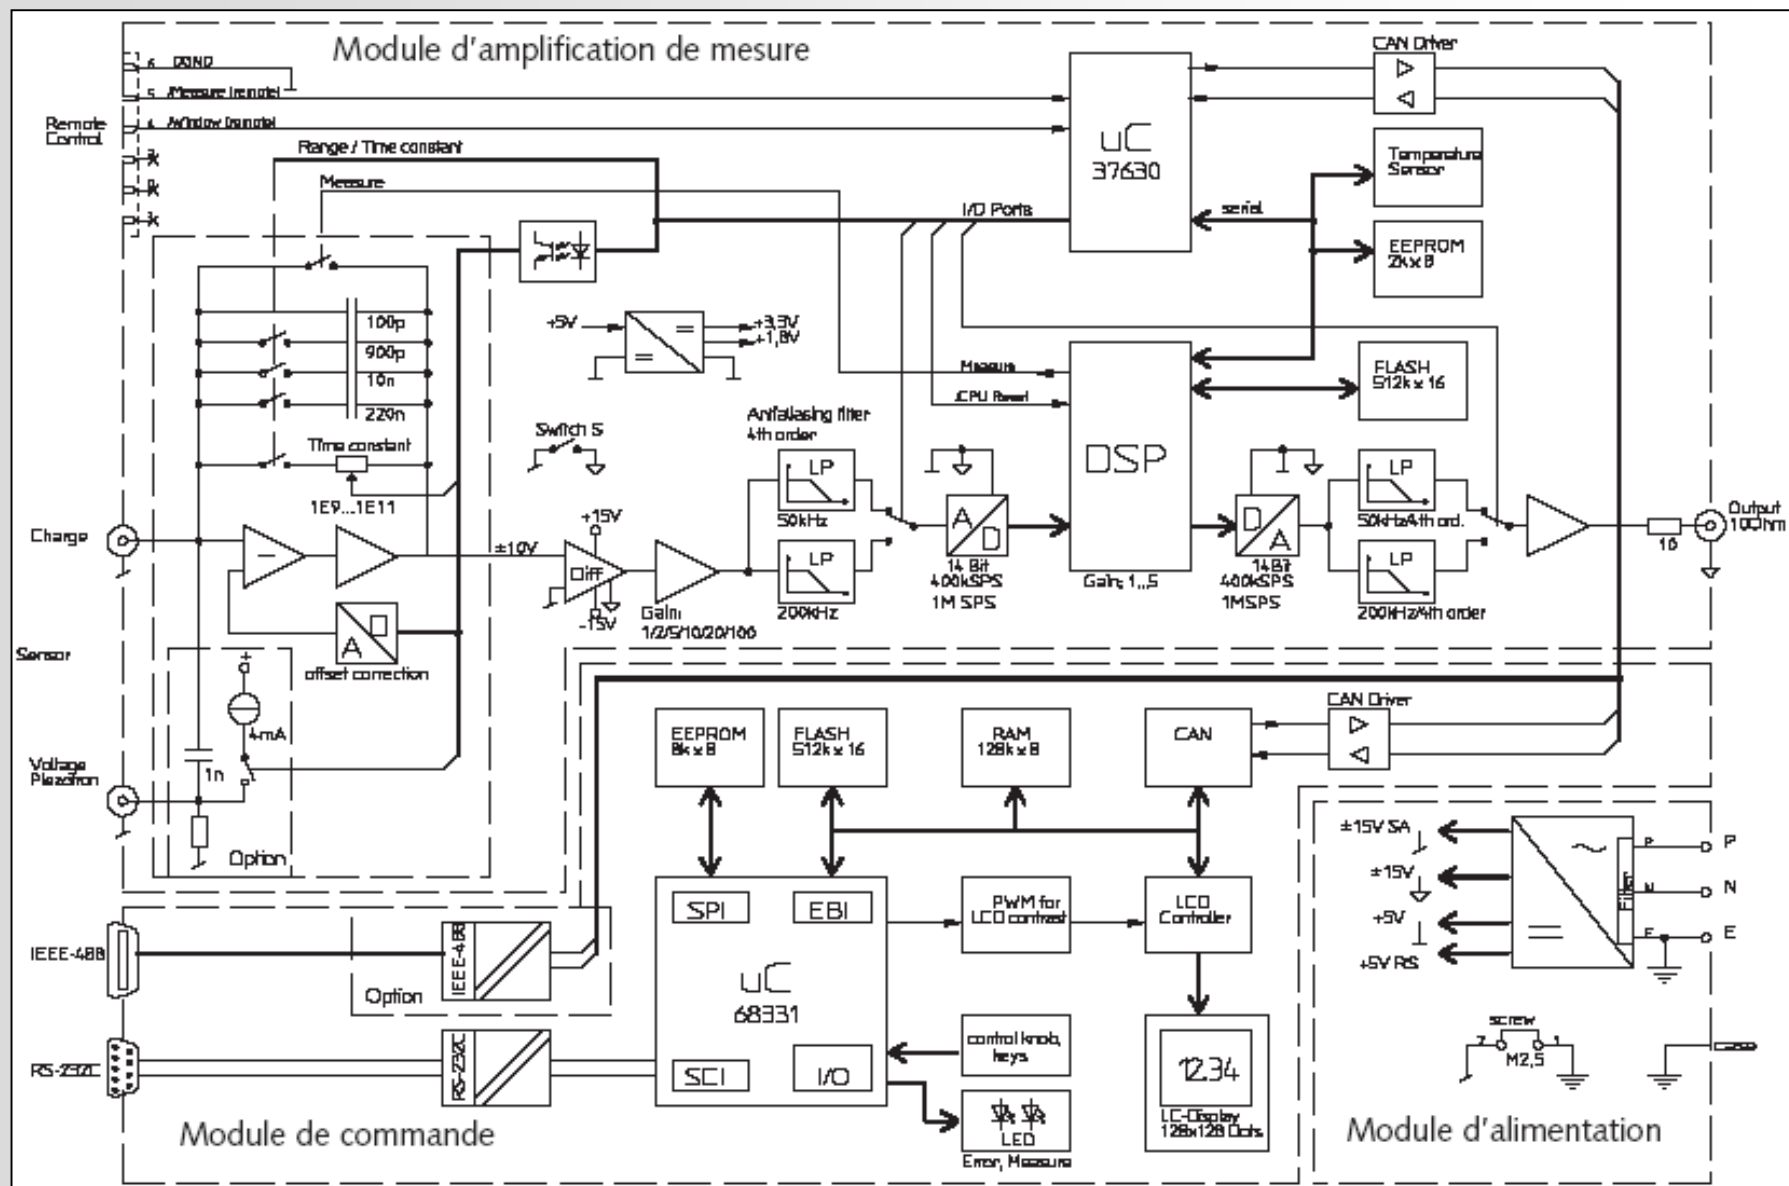 Module d'amplification de mesure
CAN Driver
6 DGND
5 /Measure (remote)
4 /Window (remote)
Remote
Control
Range / Time constant
Measure
uC
37630
Temperature
Sensor
I/O Ports
serial
EEPROM
2k x 8
100p
900p
10n
220n
+5V
+3,3V
+1,8V
Measure
/CPU Reset
FLASH
512k x 16
Time constant
1E9...1E11
Switch S
Antialiasing filter
4th order
LP
50kHz
LP
200kHz
DSP
Gain: 1...5
LP
50kHz/4th ord.
LP
200kHz/4th order
Charge
±10V
+15V
Diff
-15V
Gain:
1/2/5/10/20/100
A
D
14 Bit
400kSPS
1M SPS
D
A
14Bit
400kSPS
1MSPS
10
Output
10Ohm
D
A
offset correction
Sensor
+
4mA
1n
Voltage
Piezotron
Option
EEPROM
8k x 8
FLASH
512k x 16
RAM
128k x 8
CAN
CAN Driver
±15V SA
±15V
+5V
+5V RS
Filter
P
N
E
P
N
E
SPI
EBI
uC
68331
SCI
I/O
PWM for
LCD contrast
LCD
Controller
IEEE-488
IEEE-488
Option
RS-232C
RS-232C
control knob,
keys
LED
Error, Measure
12.34
LC-Display
128x128 Dots
screw
2
1
M2,5
Module de commande
Module d'alimentation